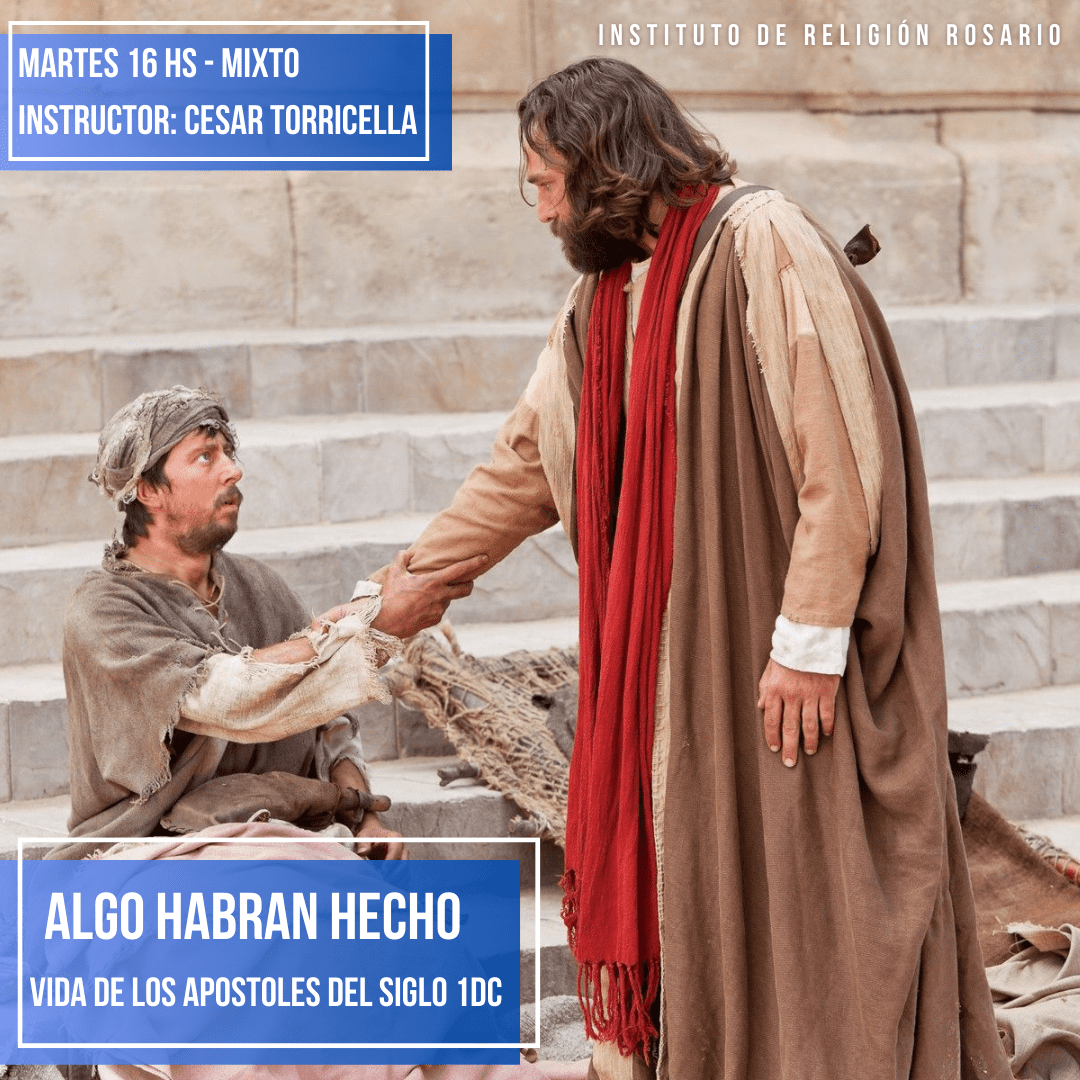 INSTITUTO DE RELIGIÓN ROSARIO
MARTES 16 HS - MIXTO
INSTRUCTOR: CESAR TORRICELLA
ALGO HABRAN HECHO
VIDA DE LOS APOSTOLES DEL SIGLO 1DC